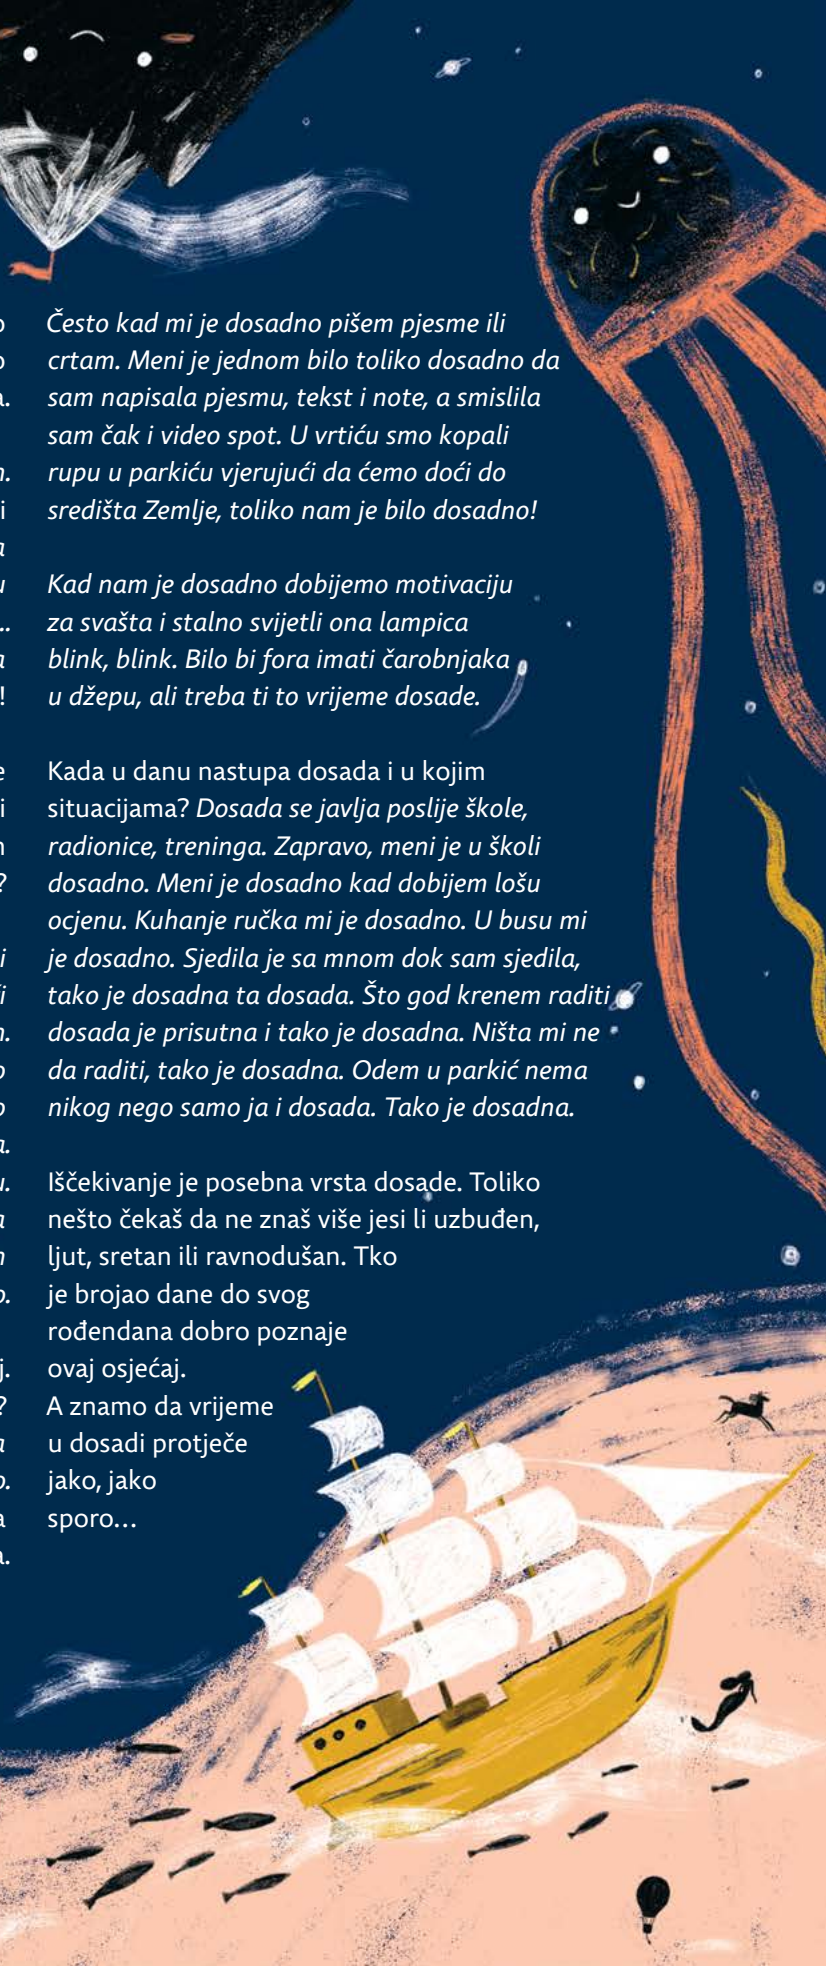 Često kad mi je dosadno pišem pjesme ili
crtam. Meni je jednom bilo toliko dosadno da
sam napisala pjesmu, tekst i note, a smislila
sam čak i video spot. U vrtiću smo kopali
rupu u parkiću vjerujući da ćemo doći do
središta Zemlje, toliko nam je bilo dosadno!
Kad nam je dosadno dobijemo motivaciju
za svašta i stalno svijetli ona lampica
blink, blink. Bilo bi fora imati čarobnjaka
u džepu, ali treba ti to vrijeme dosade.
Kada u danu nastupa dosada i u kojim
situacijama? Dosada se javlja poslije škole,
radionice, treninga. Zapravo, meni je u školi
dosadno. Meni je dosadno kad dobijem lošu
ocjenu. Kuhanje ručka mi je dosadno. U busu mi
je dosadno. Sjedila je sa mnom dok sam sjedila,
tako je dosadna ta dosada. Što god krenem raditi
dosada je prisutna i tako je dosadna. Ništa mi ne
da raditi, tako je dosadna. Odem u parkić nema
nikog nego samo ja i dosada. Tako je dosadna.
Iščekivanje je posebna vrsta dosade. Toliko
nešto čekaš da ne znaš više jesi li uzbuđen,
ljut, sretan ili ravnodušan. Tko
je brojao dane do svog
rođendana dobro poznaje
ovaj osjećaj.
A znamo da vrijeme
u dosadi protječe
jako, jako
sporo…